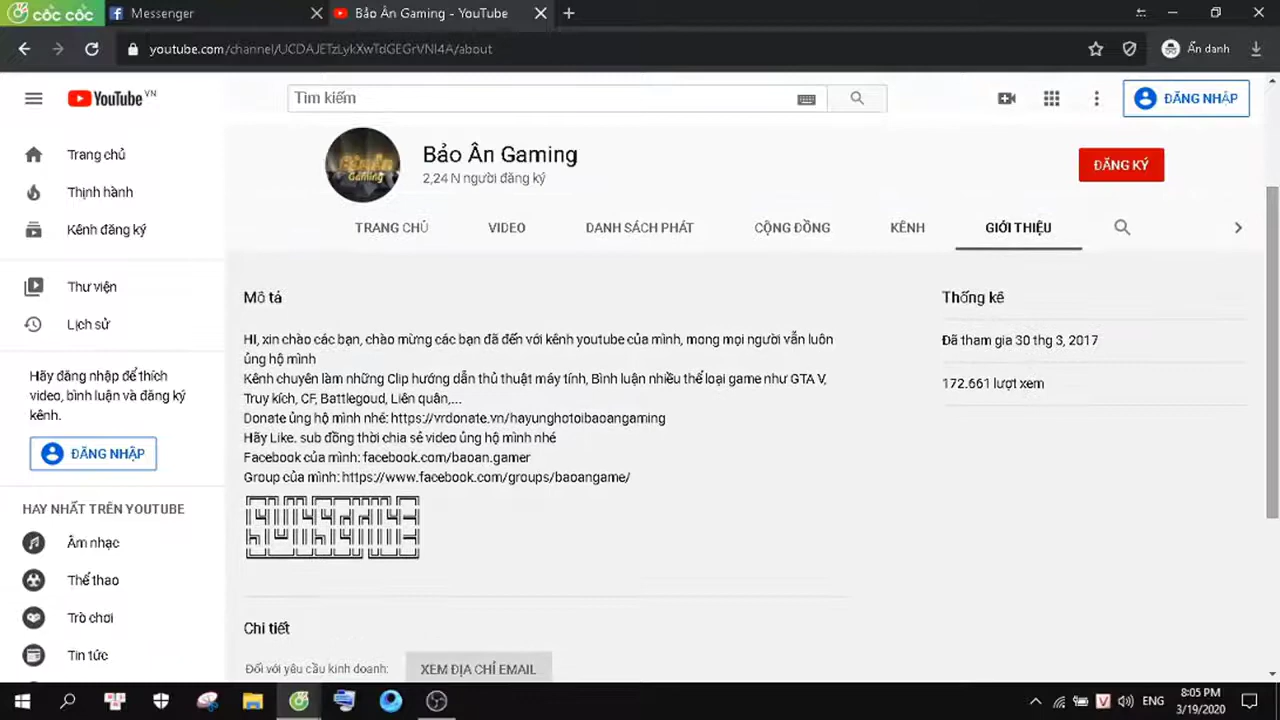 cốc cốc
Messenger
Bảo Ân Gaming - YouTube
youtube.com/channel/UCDAJETzLykXwTdGEGrVNI4A/about
Ẩn danh
YouTube VN
Tìm kiếm
ĐĂNG NHẬP
Trang chủ
Thịnh hành
Kênh đăng ký
Thư viện
Lịch sử
Hãy đăng nhập để thích
video, bình luận và đăng ký
kênh.
ĐĂNG NHẬP
HAY NHẤT TRÊN YOUTUBE
Âm nhạc
Thể thao
Trò chơi
Tin tức
Bảo Ân Gaming
2,24 N người đăng ký
ĐĂNG KÝ
TRANG CHỦ
VIDEO
DANH SÁCH PHÁT
CỘNG ĐỒNG
KÊNH
GIỚI THIỆU
Mô tả
HI, xin chào các bạn, chào mừng các bạn đã đến với kênh youtube của mình, mong mọi người vẫn luôn
ủng hộ mình
Kênh chuyên làm những Clip hướng dẫn thủ thuật máy tính, Bình luận nhiều thể loại game như GTA V,
Truy kích, CF, Battlegoud, Liên quân,...
Donate ủng hộ mình nhé: https://vrdonate.vn/hayunghotoibaoangaming
Hãy Like. sub đồng thời chia sẻ video ủng hộ mình nhé
Facebook của mình: facebook.com/baoan.gamer
Group của mình: https://www.facebook.com/groups/baoangame/
Thống kê
Đã tham gia 30 thg 3, 2017
172.661 lượt xem
Chi tiết
Đối với yêu cầu kinh doanh:
XEM ĐỊA CHỈ EMAIL
ENG
8:05 PM
3/19/2020